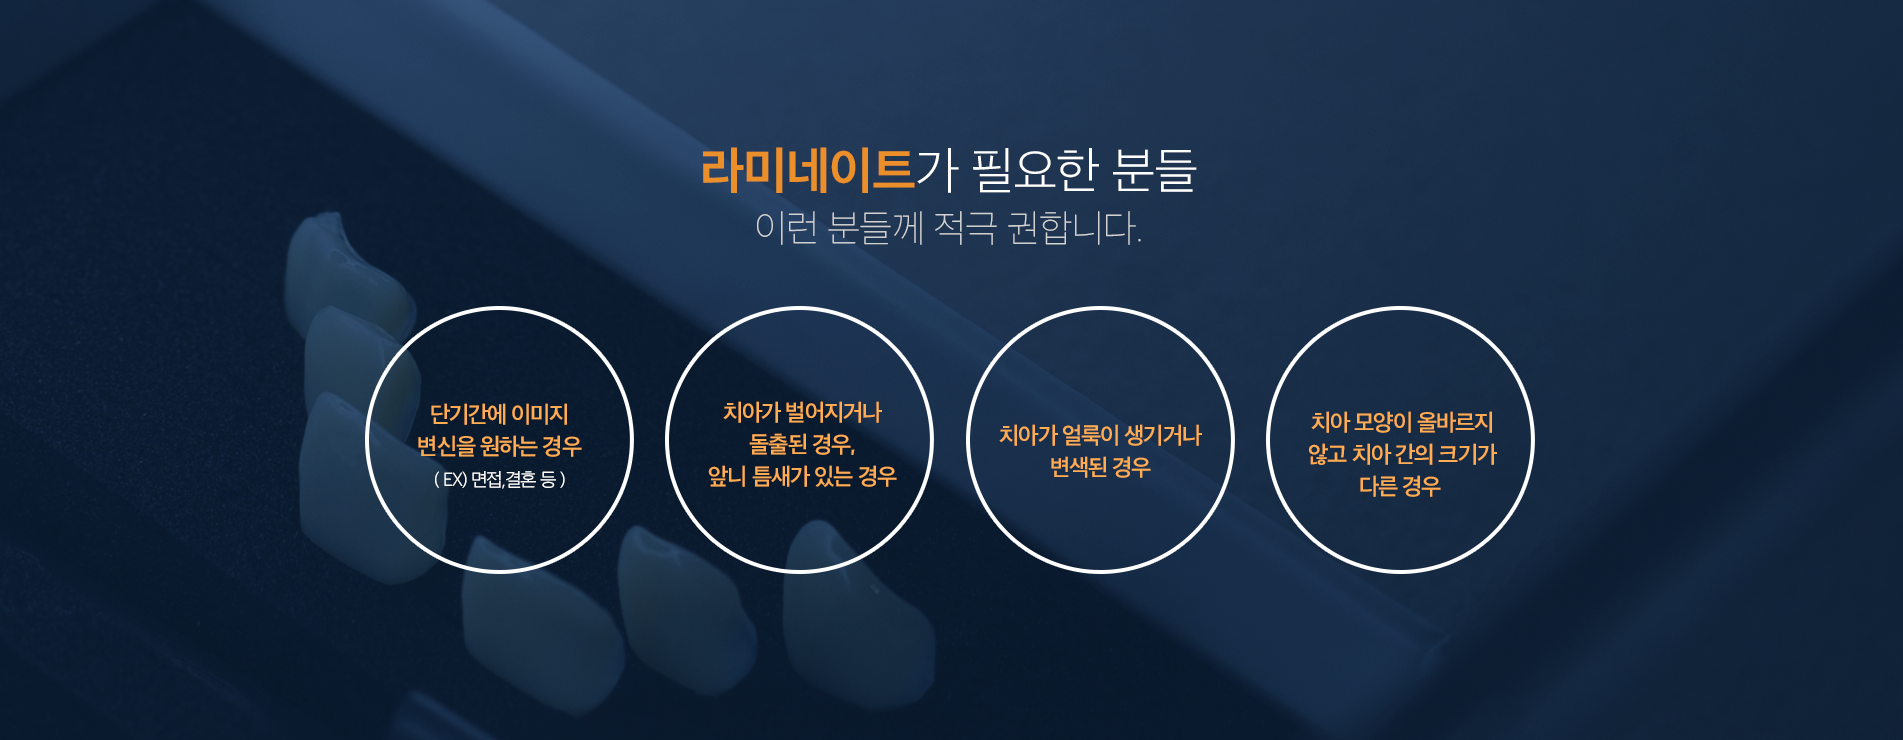 라미네이트가 필요한 분들
이런 분들께 적극 권합니다.
단기간에 이미지
변신을 원하는 경우
( EX) 면접,결혼 등 )
치아가 벌어지거나
돌출된 경우,
앞니 틈새가 있는 경우
치아가 얼룩이 생기거나
변색된 경우
치아 모양이 올바르지
않고 치아 간의 크기가
다른 경우